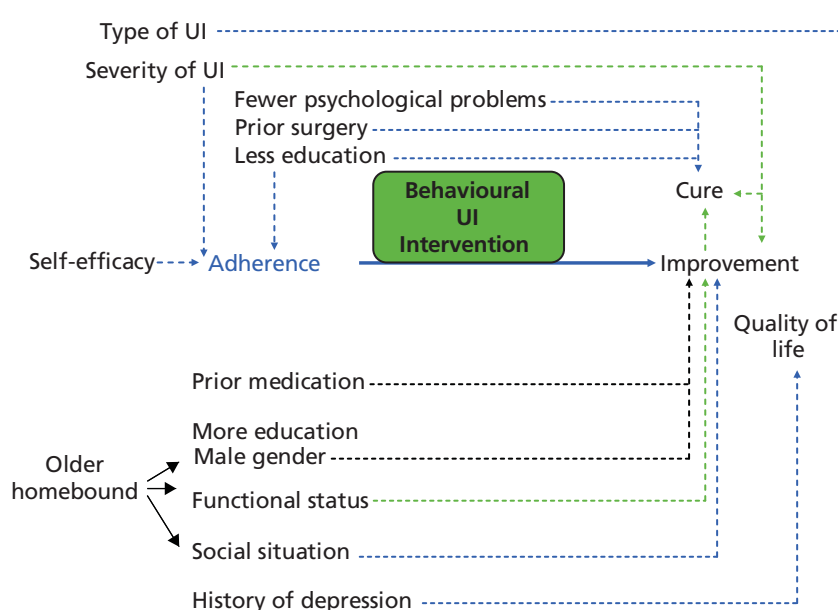 Type of UI
Severity of UI
Fewer psychological problems
Prior surgery
Less education
Behavioural
UI
Intervention
Cure
Self-efficacy
Adherence
Improvement
Quality of
life
Prior medication
More education
Male gender
Older
homebound
Functional status
Social situation
History of depression